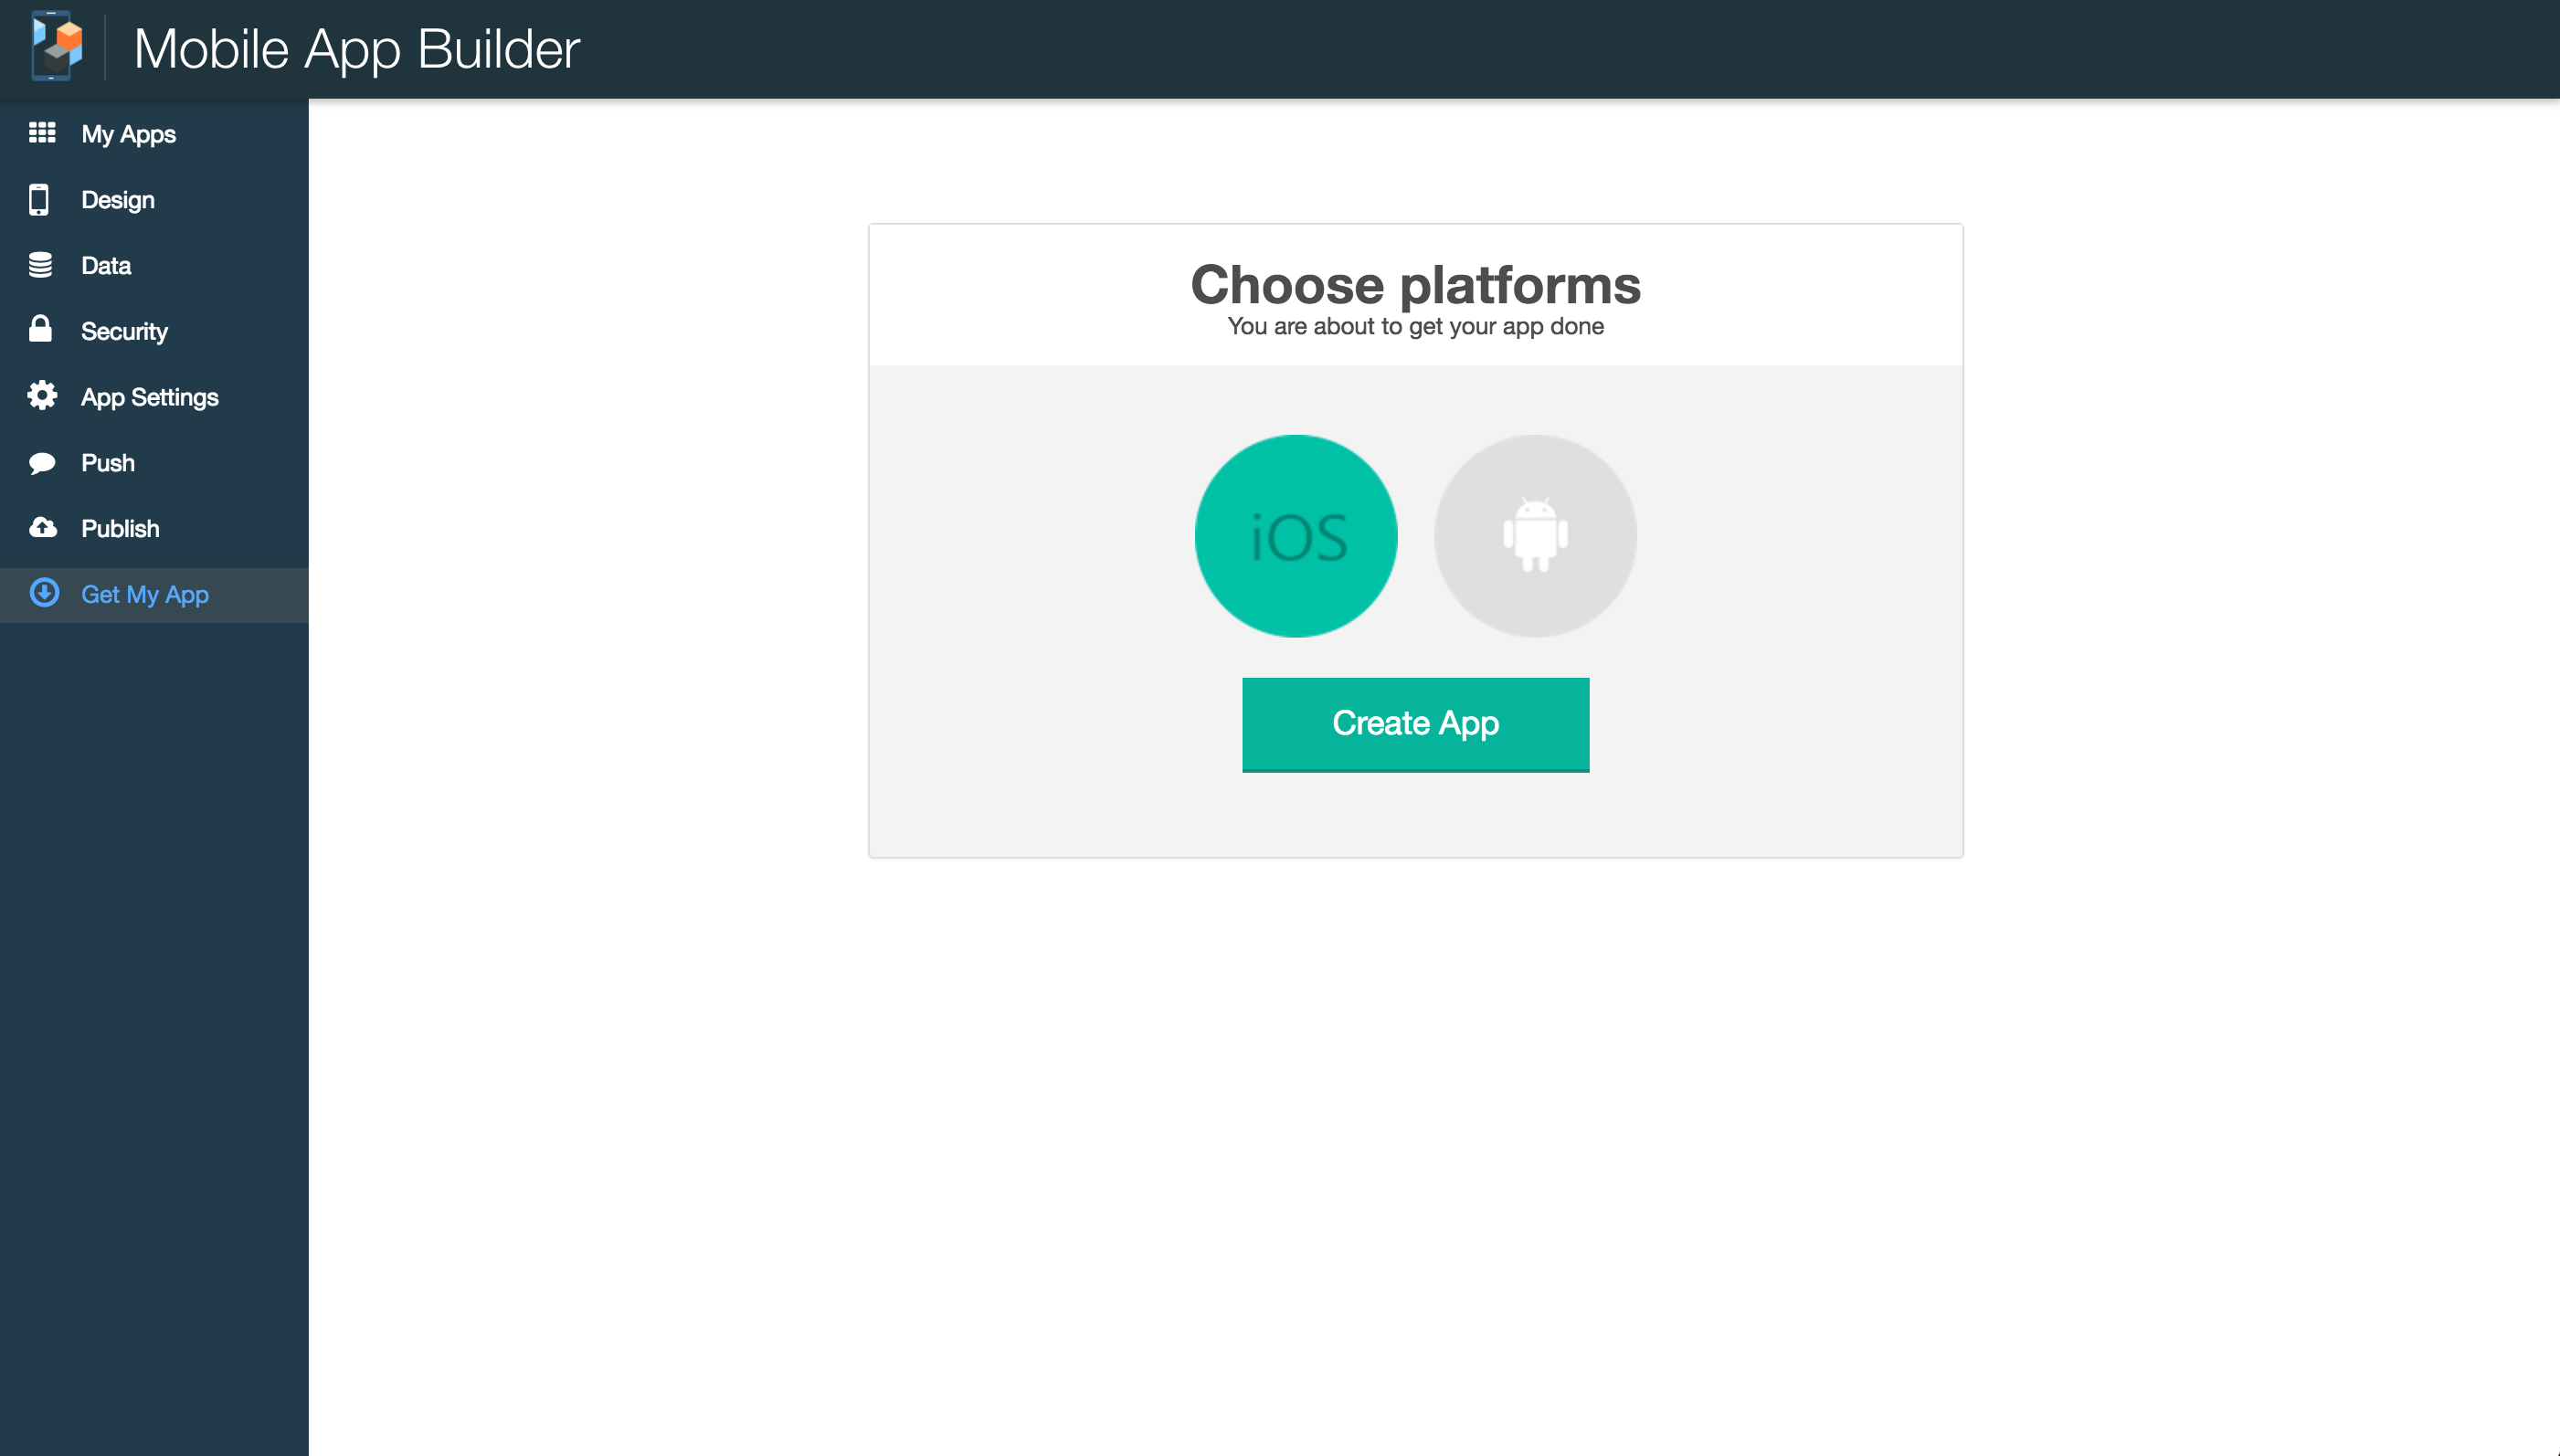 Mobile App Builder
My Apps
Design
Data
Security
App Settings
Push
Publish
Get My App
Choose platforms
You are about to get your app done
iOS
Create App